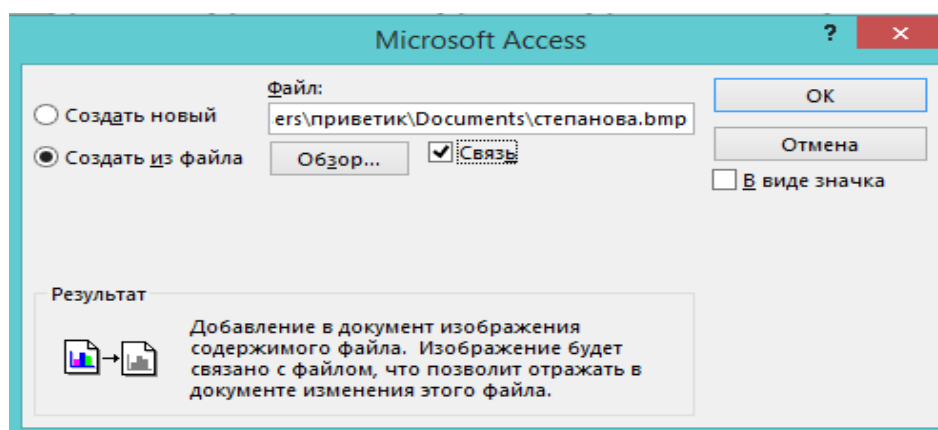 Microsoft Access
?
×
Файл:
Создать новый
ers\приветик\Documents\степанова.bmp
OK
Создать из файла
Обзор...
Связь
Отмена
В виде значка
Результат
Добавление в документ изображения
содержимого файла. Изображение будет
связано с файлом, что позволит отражать в
документе изменения этого файла.